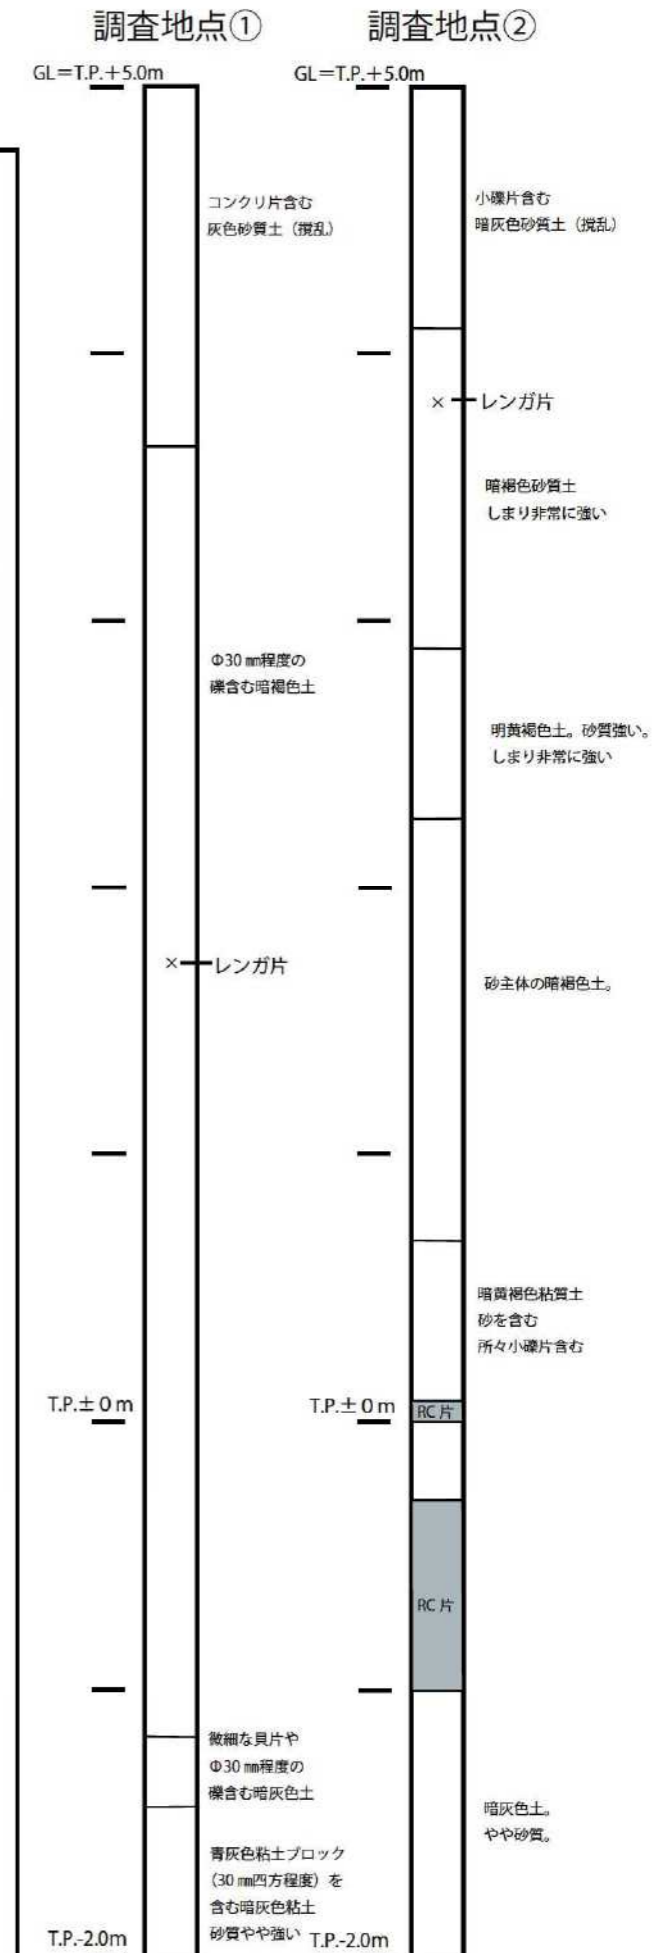 調査地点①
GL=T.P.+5.0m
コンクリ片含む
灰色砂質土（撹乱）
Φ30㎜程度の
礫含む暗褐色土
×
レンガ片
T.P.±0m
微細な貝片や
Φ30㎜程度の
礫含む暗灰色土
青灰色粘土ブロック
（30㎜四方程度）を
含む暗灰色粘土
砂質やや強い
T.P.-2.0m
調査地点②
GL=T.P.+5.0m
小礫片含む
暗灰色砂質土（撹乱）
×
レンガ片
暗褐色砂質土
しまり非常に強い
明黄褐色土。砂質強い。
しまり非常に強い
砂主体の暗褐色土。
暗黄褐色粘質土
砂を含む
所々小礫片含む
T.P.±0m
RC片
RC片
暗灰色土。
やや砂質。
T.P.-2.0m